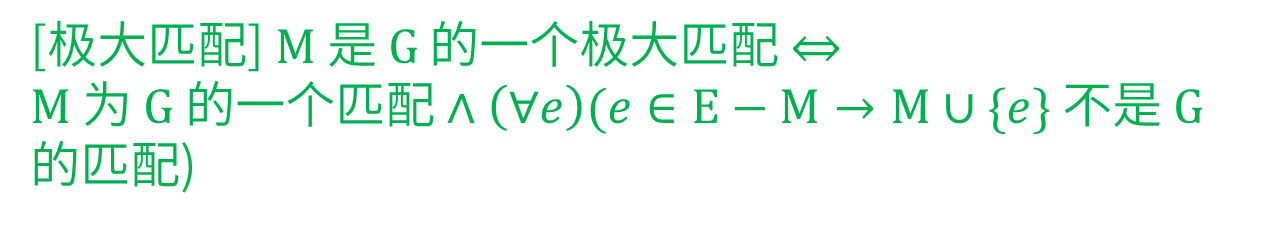 [极大匹配] M 是 G 的一个极大匹配 ⇔
M 为 G 的一个匹配 ∧ (∀e)(e ∈ E − M → M ∪ {e} 不是 G
的匹配)